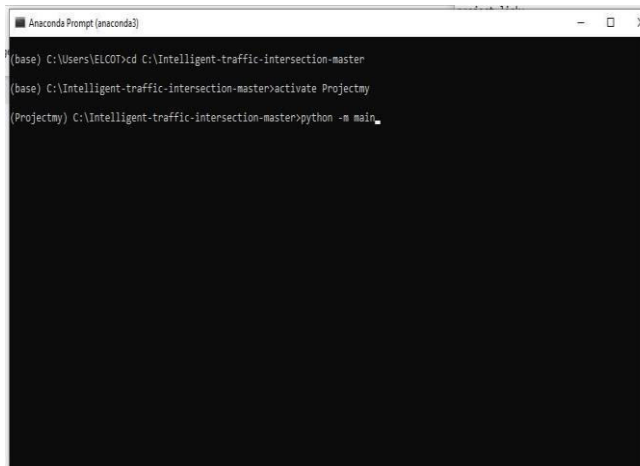 Anaconda Prompt (anaconda3)
(base) C:\Users\ELCOT>cd C:\Intelligent-traffic-intersection-master
(base) C:\Intelligent-traffic-intersection-master>activate Projectmy
(Projectmy) C:\Intelligent-traffic-intersection-master>python -m main